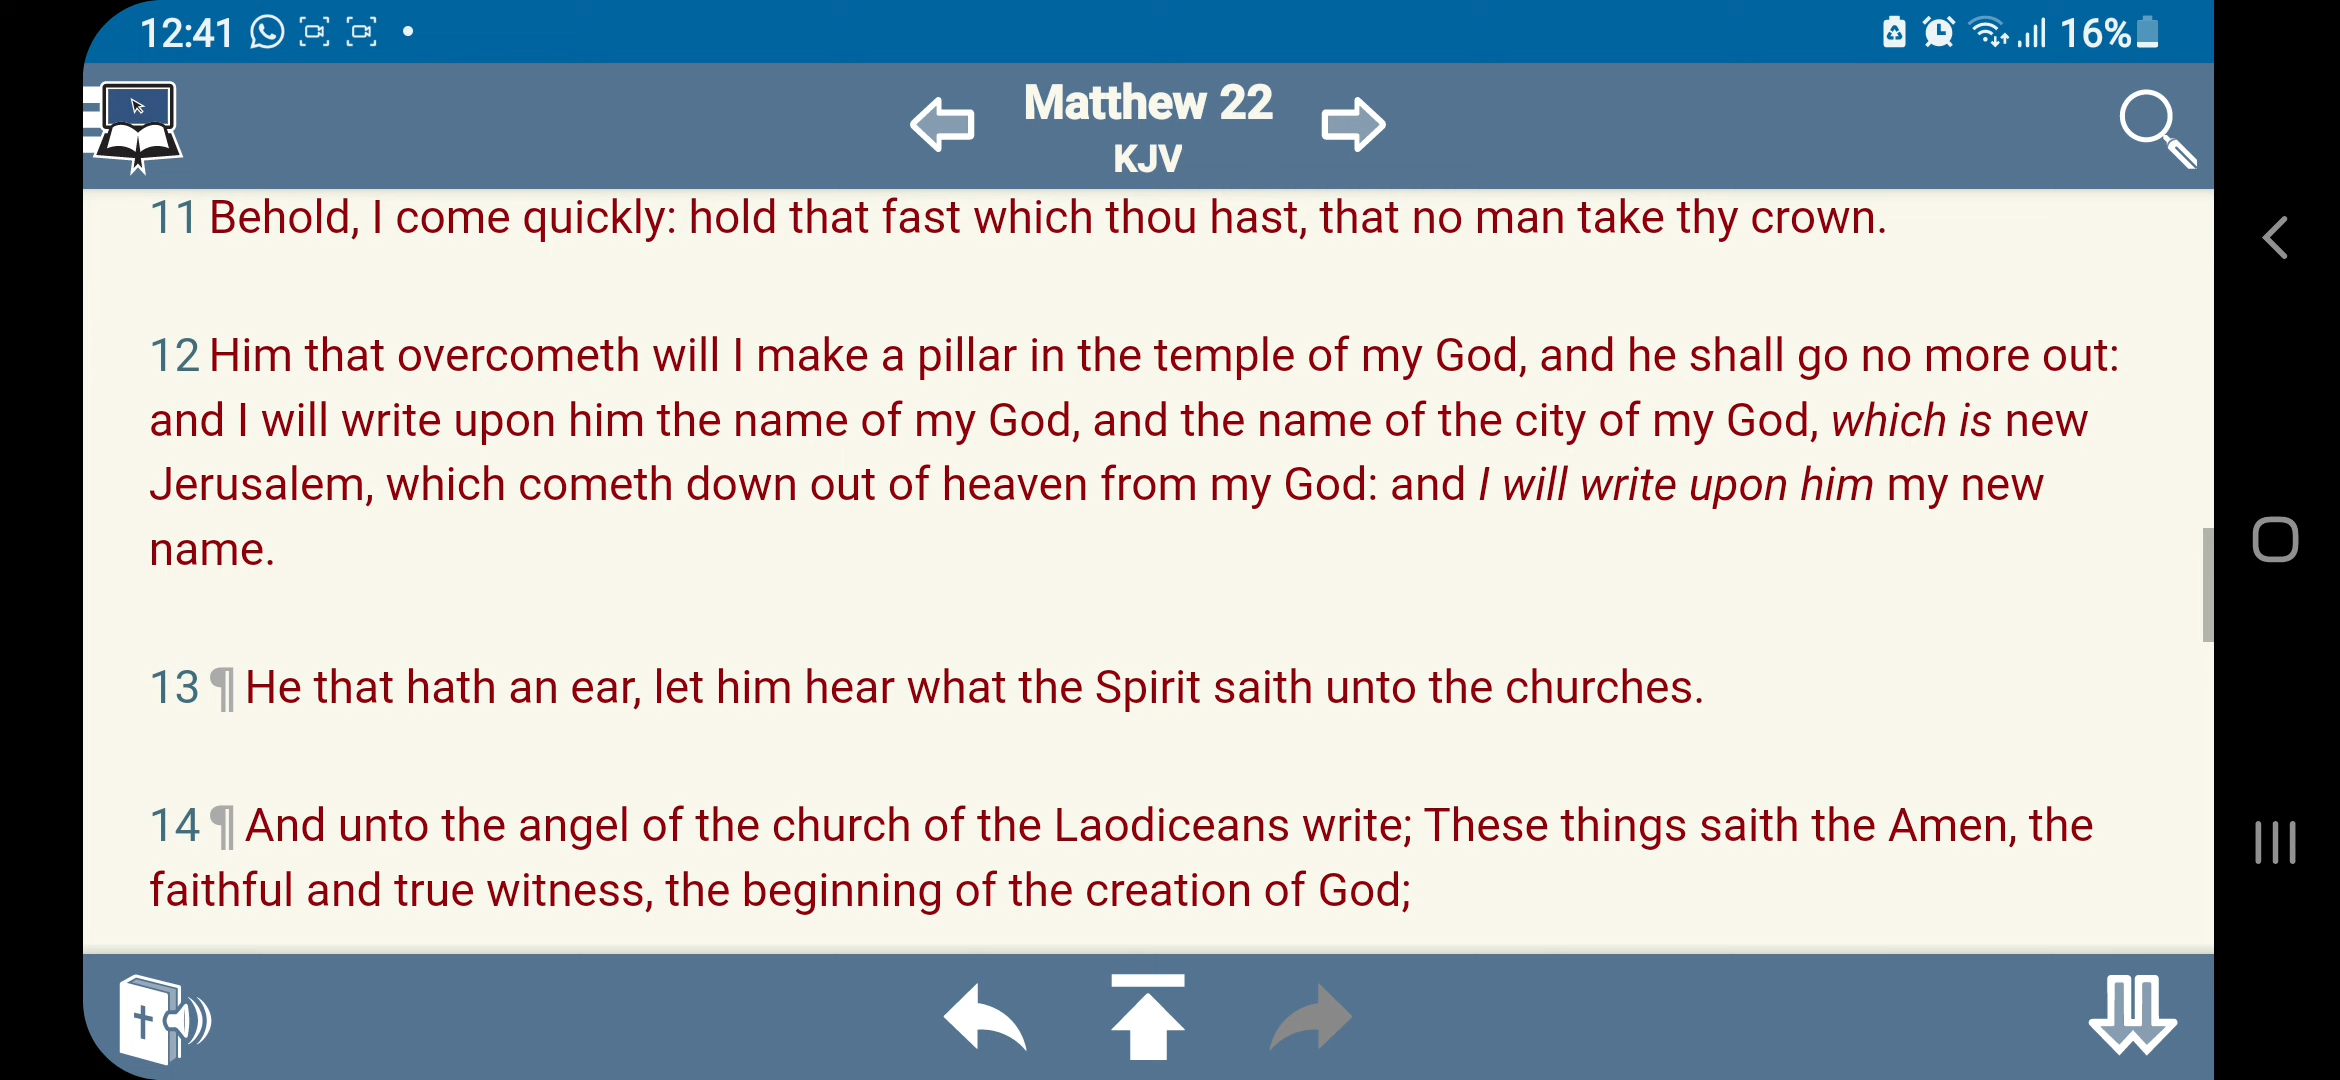 12:41
16%
Matthew 22
KJV
11 Behold, I come quickly: hold that fast which thou hast, that no man take thy crown.
12 Him that overcometh will I make a pillar in the temple of my God, and he shall go no more out:
and I will write upon him the name of my God, and the name of the city of my God, which is new
Jerusalem, which cometh down out of heaven from my God: and I will write upon him my new
name.
13 ¶ He that hath an ear, let him hear what the Spirit saith unto the churches.
14 ¶ And unto the angel of the church of the Laodiceans write; These things saith the Amen, the
faithful and true witness, the beginning of the creation of God;